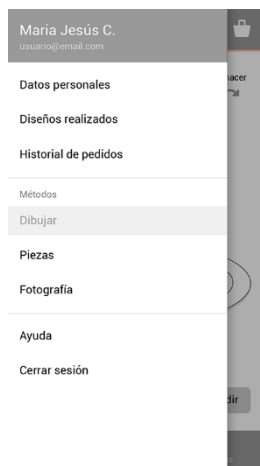 Maria Jesús C.
usuario@email.com
Datos personales
Diseños realizados
Historial de pedidos
Métodos
Dibujar
Piezas
Fotografía
Ayuda
Cerrar sesión